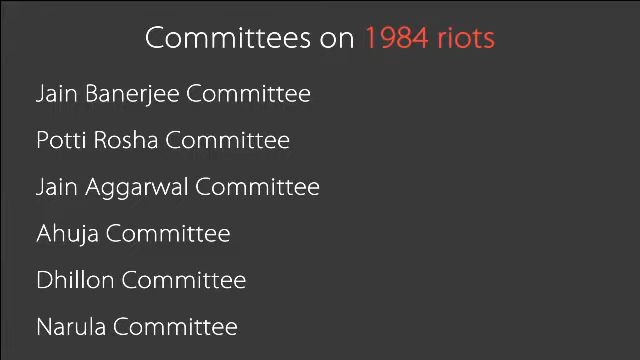 Committees on 1984 riots
Jain Banerjee Committee
Potti Rosha Committee
Jain Aggarwal Committee
Ahuja Committee
Dhillon Committee
Narula Committee